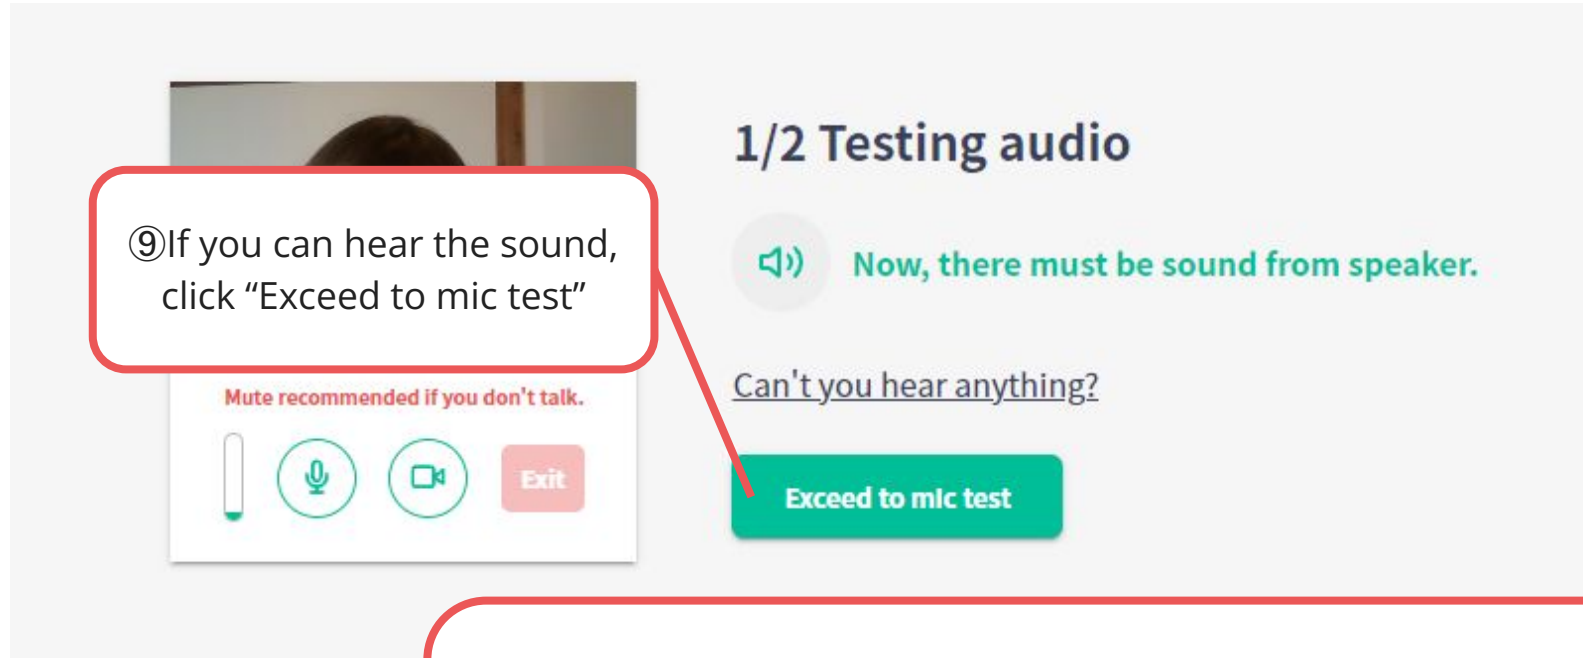 1/2 Testing audio
⑨If you can hear the sound,
click “Exceed to mic test”
Now, there must be sound from speaker.
Can't you hear anything?
Mute recommended if you don't talk.
Exit
Exceed to mic test